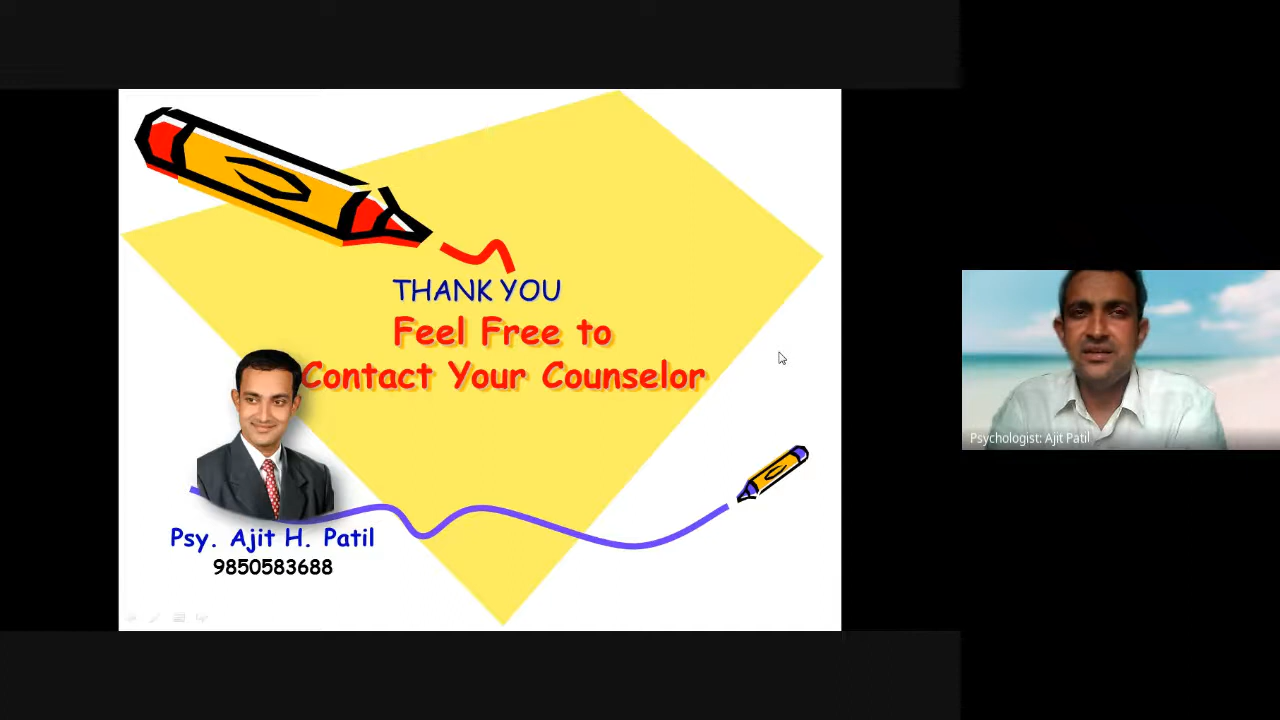 THANK YOU
Feel Free to
Contact Your Counselor
Psy. Ajit H. Patil
9850583688
Psychologist: Ajit Patil